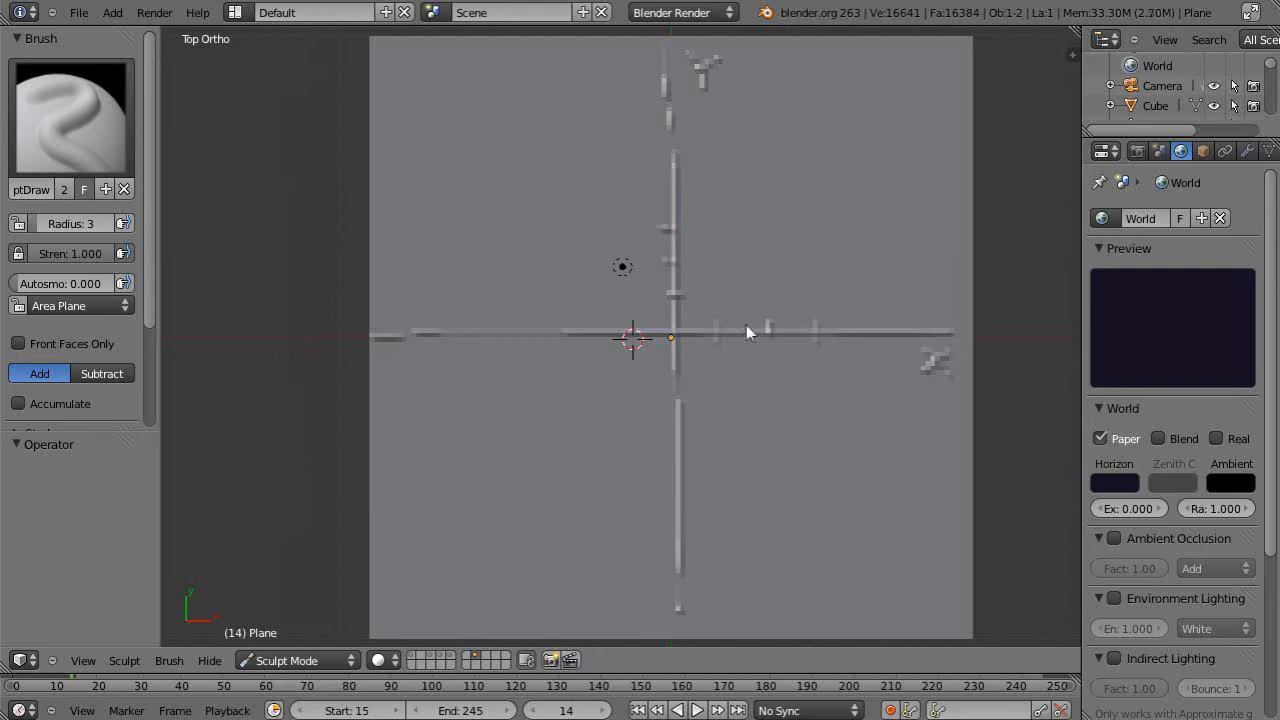 File Add Render Help Default Scene Blender Render blender.org 263 | Ve:16641 | Fa:16384 | Ob:1-2 | La:1 | Mem:33.30M (2.70M) | Plane
Brush
Top Ortho
View Search All Scen
World
Camera
Cube
World
ptDraw 2 F
World F
Radius: 3
Stren: 1.000
Autosmo: 0.000
Area Plane
Front Faces Only
Add Subtract
Accumulate
Operator
Preview
World
Paper Blend Real
Horizon Zenith C Ambient
Ex: 0.000 Ra: 1.000
Ambient Occlusion
Fact: 1.00 Add
Environment Lighting
En: 1.000 White
Indirect Lighting
Fact: 1.00 Bounce: 1
Only works with Approximate g
Y
X
y
x
(14) Plane
View Sculpt Brush Hide Sculpt Mode
0 10 20 30 40 50 60 70 80 90 100 110 120 130 140 150 160 170 180 190 200 210 220 230 240 250
View Marker Frame Playback Start: 15 End: 245 14 No Sync